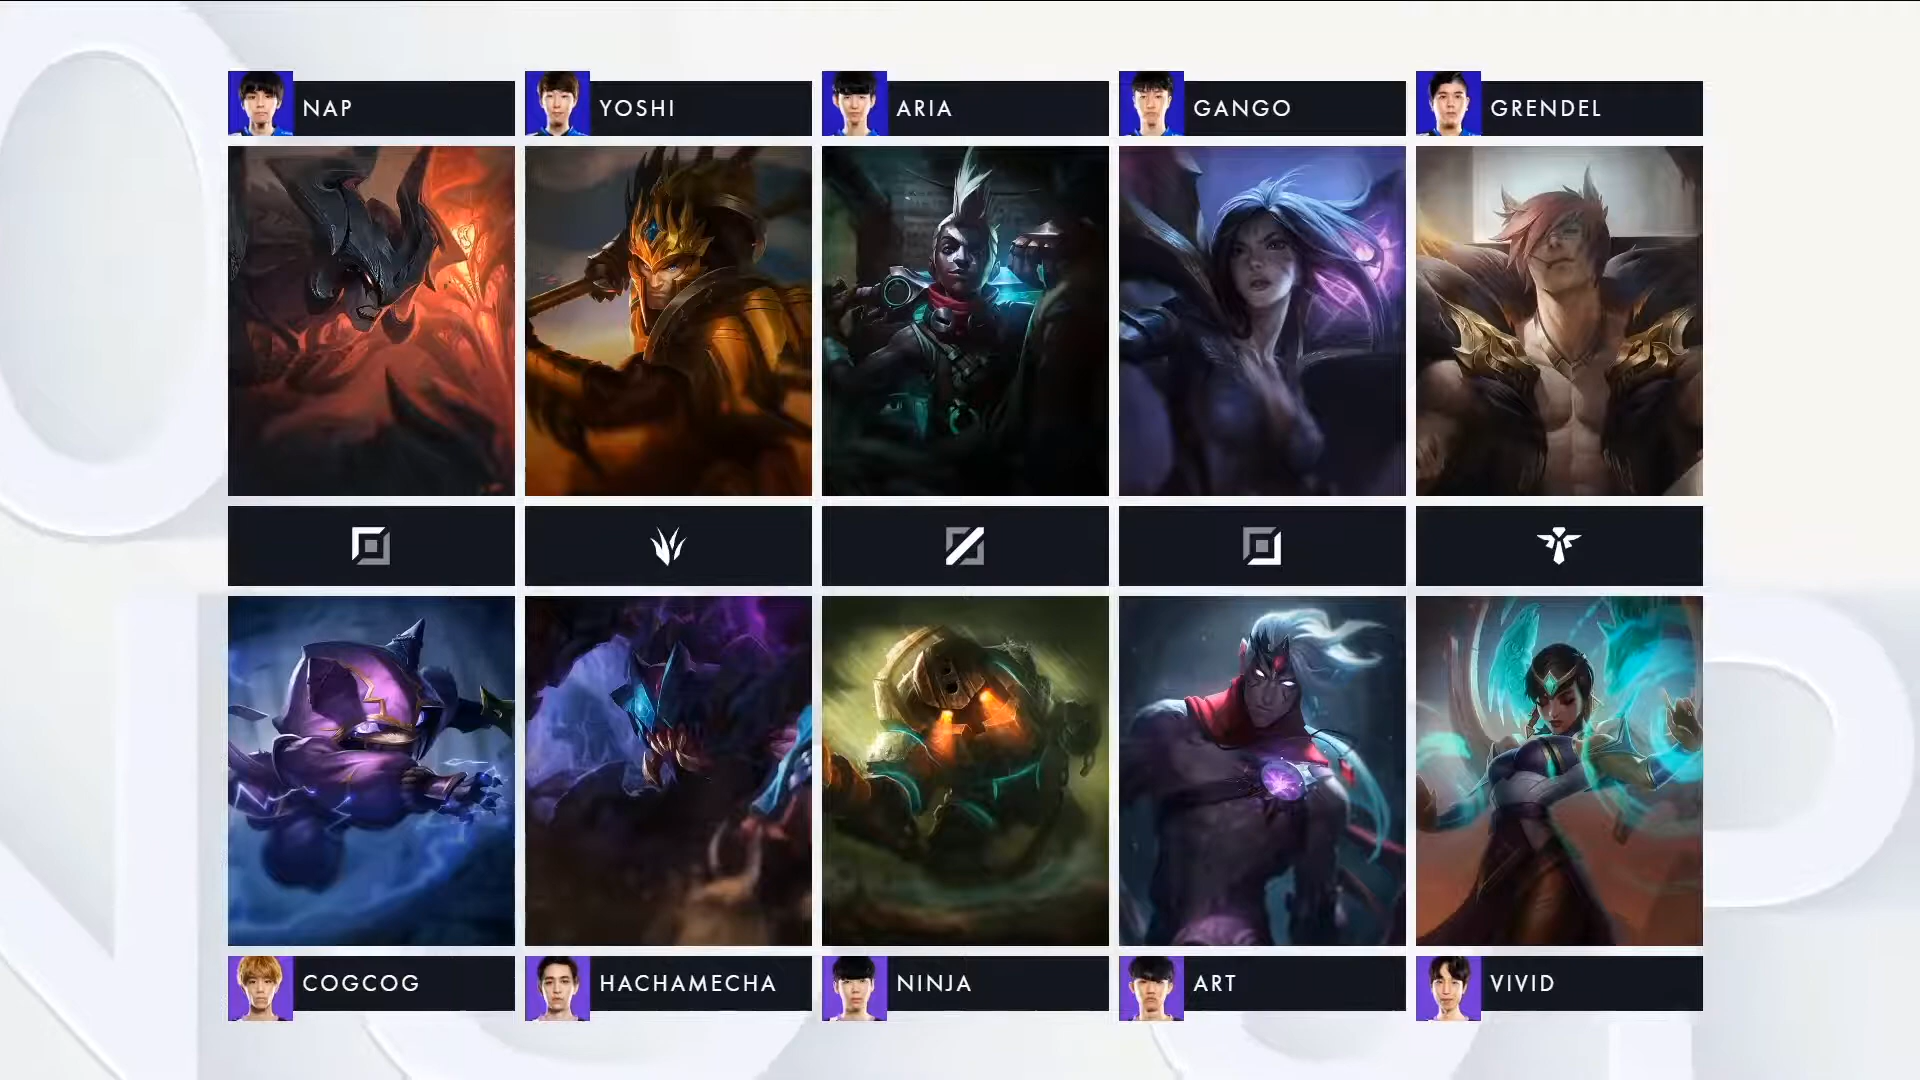 NAP
YOSHI
ARIA
GANGO
GRENDEL
COGCOG
HACHAMECHA
NINJA
ART
VIVID